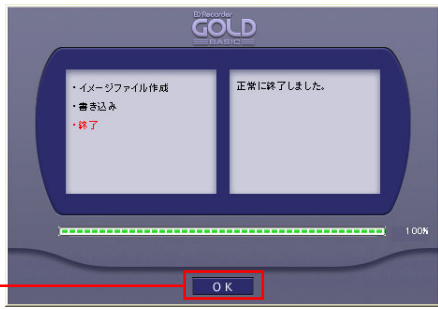 B's Recorder
GOLD
BASIC
・イメージファイル作成
・書き込み
・終了
正常に終了しました。
100%
OK